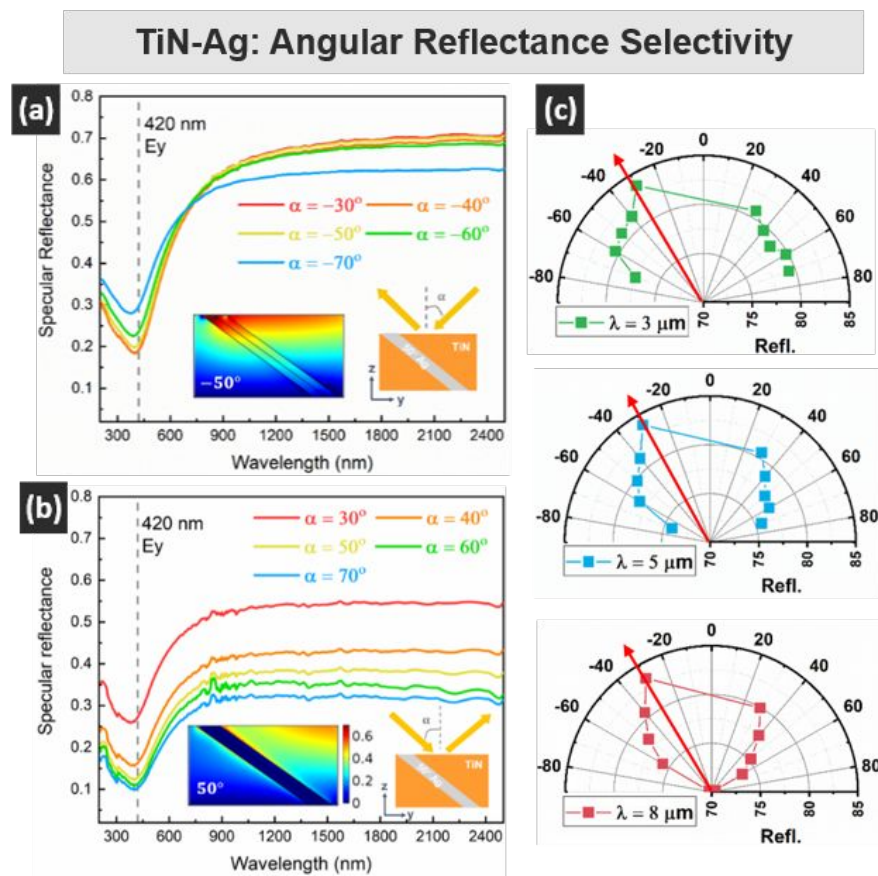 TiN-Ag: Angular Reflectance Selectivity
(a)
0.8
0.7
0.6
0.5
0.4
0.3
0.2
0.1
Specular Reflectance
420 nm
Ey
α = −30° α = −40°
α = −50° α = −60°
α = −70°
−50°
α
TiN
Ag
z
y
300 600 900 1200 1500 1800 2100 2400
Wavelength (nm)
(b)
0.8
0.7
0.6
0.5
0.4
0.3
0.2
0.1
Specular reflectance
420 nm
Ey
α = 30° α = 40°
α = 50° α = 60°
α = 70°
50°
0.6
0.4
0.2
0
α
TiN
Ag
z
y
300 600 900 1200 1500 1800 2100 2400
Wavelength (nm)
(c)
-80 -60 -40 -20 0 20 40 60 80
λ = 3 μm
70 75 80 85
Refl.
-80 -60 -40 -20 0 20 40 60 80
λ = 5 μm
70 75 80 85
Refl.
-80 -60 -40 -20 0 20 40 60 80
λ = 8 μm
70 75 80 85
Refl.